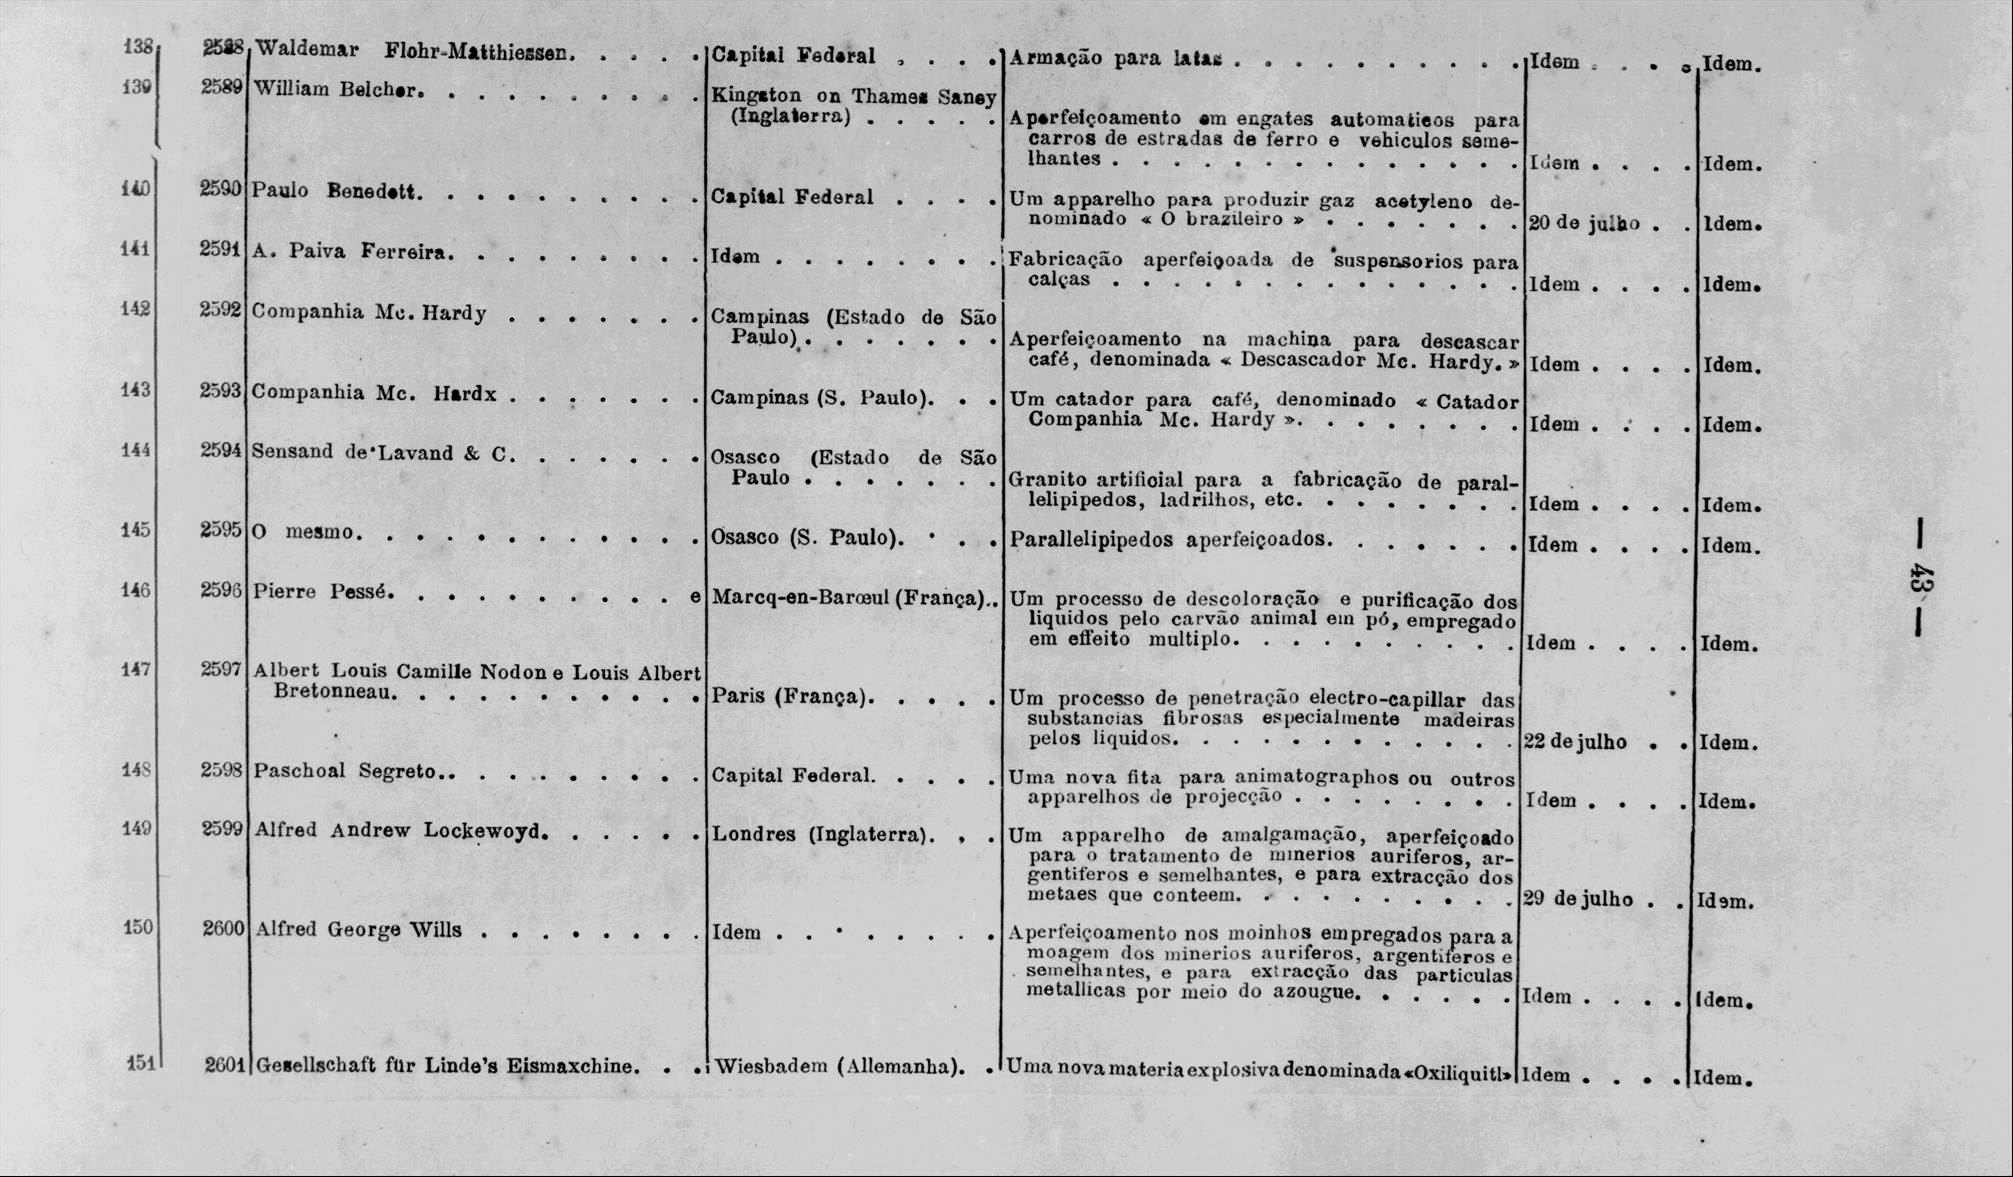 138 2588 Waldemar Flohr-Matthiessen. . . . . Capital Federal . . . . Armação para latas . . . . . . . . . . Idem . . . . Idem.
139 2589 William Belcher. . . . . . . . . . Kingston on Thames Saney
(Inglaterra) . . . . . Aperfeiçoamento em engates automaticos para
carros de estradas de ferro e vehiculos seme-
lhantes . . . . . . . . . . . . . . Idem . . . . Idem.
140 2590 Paulo Benedett. . . . . . . . . . Capital Federal . . . . Um apparelho para produzir gaz acetyleno de-
nominado « O brazileiro » . . . . . . . 20 de julho . . Idem.
141 2591 A. Paiva Ferreira. . . . . . . . . Idem . . . . . . . . Fabricação aperfeiçoada de suspensorios para
calças . . . . . . . . . . . . . . Idem . . . . Idem.
142 2592 Companhia Mc. Hardy . . . . . . . Campinas (Estado de São
Paulo) . . . . . . . Aperfeiçoamento na machina para descascar
café, denominada « Descascador Mc. Hardy. » Idem . . . . Idem.
143 2593 Companhia Mc. Hardx . . . . . . . Campinas (S. Paulo). . . Um catador para café, denominado « Catador
Companhia Mc. Hardy ». . . . . . . . Idem . . . . Idem.
144 2594 Sensand de Lavand & C. . . . . . . Osasco (Estado de São
Paulo . . . . . . . Granito artificial para a fabricação de paral-
lelipipedos, ladrilhos, etc. . . . . . . . Idem . . . . Idem.
145 2595 O mesmo. . . . . . . . . . . . Osasco (S. Paulo). . . . Parallelipipedos aperfeiçoados. . . . . . . Idem . . . . Idem.
146 2596 Pierre Pessé. . . . . . . . . . e Marcq-en-Barœul (França).. Um processo de descoloração e purificação dos
liquidos pelo carvão animal em pó, empregado
em effeito multiplo. . . . . . . . . . Idem . . . . Idem.
147 2597 Albert Louis Camille Nodon e Louis Albert
Bretonneau. . . . . . . . . . . Paris (França). . . . . Um processo de penetração electro-capillar das
substancias fibrosas especialmente madeiras
pelos liquidos. . . . . . . . . . . . 22 de julho . . Idem.
148 2598 Paschoal Segreto.. . . . . . . . . Capital Federal. . . . . Uma nova fita para animatographos ou outros
apparelhos de projecção . . . . . . . . Idem . . . . Idem.
149 2599 Alfred Andrew Lockewoyd. . . . . . Londres (Inglaterra). . . Um apparelho de amalgamação, aperfeiçoado
para o tratamento de minerios auriferos, ar-
gentiferos e semelhantes, e para extracção dos
metaes que conteem. . . . . . . . . . 29 de julho . . Idem.
150 2600 Alfred George Wills . . . . . . . . Idem . . . . . . . . Aperfeiçoamento nos moinhos empregados para a
moagem dos minerios auriferos, argentiferos e
semelhantes, e para extracção das particulas
metallicas por meio do azougue. . . . . . Idem . . . . Idem.
151 2601 Gesellschaft für Linde's Eismaxchine. . . Wiesbadem (Allemanha). . Uma nova materia explosiva denominada «Oxiliquitl» Idem . . . . Idem.
— 43 —